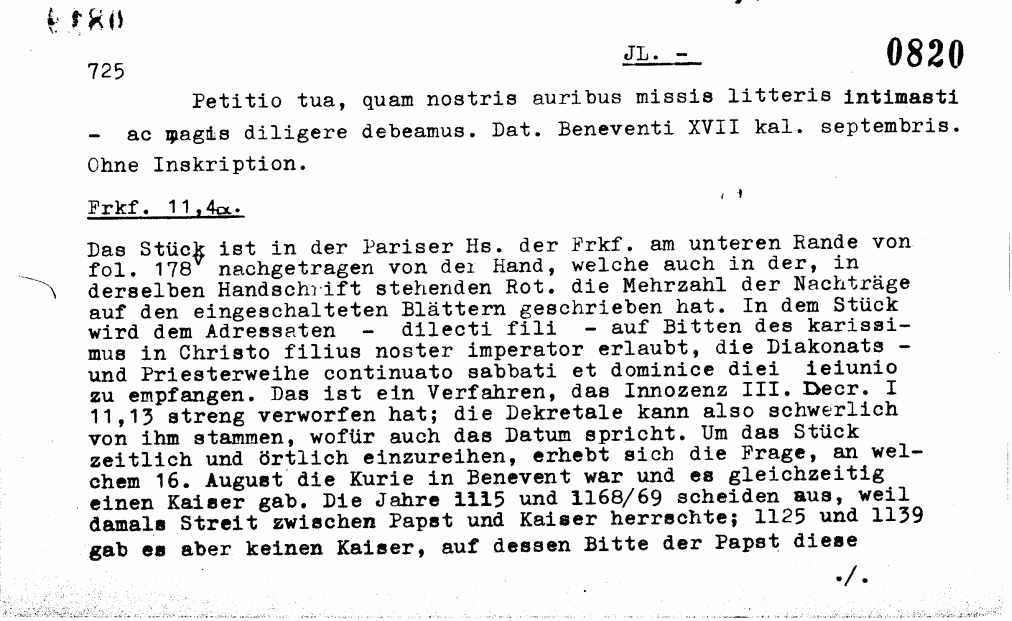 JL. -
0820
725
Petitio tua, quam nostris auribus missis litteris intimasti
- ac magis diligere debeamus. Dat. Beneventi XVII kal. septembris.
Ohne Inskription.
Frkf. 11,4α.
Das Stück ist in der Pariser Hs. der Frkf. am unteren Rande von
fol. 178v nachgetragen von der Hand, welche auch in der, in
derselben Handschrift stehenden Rot. die Mehrzahl der Nachträge
auf den eingeschalteten Blättern geschrieben hat. In dem Stück
wird dem Adressaten - dilecti fili - auf Bitten des karissi-
mus in Christo filius noster imperator erlaubt, die Diakonats -
und Priesterweihe continuato sabbati et dominice diei ieiunio
zu empfangen. Das ist ein Verfahren, das Innozenz III. Decr. I
11,13 streng verworfen hat; die Dekretale kann also schwerlich
von ihm stammen, wofür auch das Datum spricht. Um das Stück
zeitlich und örtlich einzureihen, erhebt sich die Frage, an wel-
chem 16. August die Kurie in Benevent war und es gleichzeitig
einen Kaiser gab. Die Jahre 1115 und 1168/69 scheiden aus, weil
damals Streit zwischen Papst und Kaiser herrschte; 1125 und 1139
gab es aber keinen Kaiser, auf dessen Bitte der Papst diese
./.